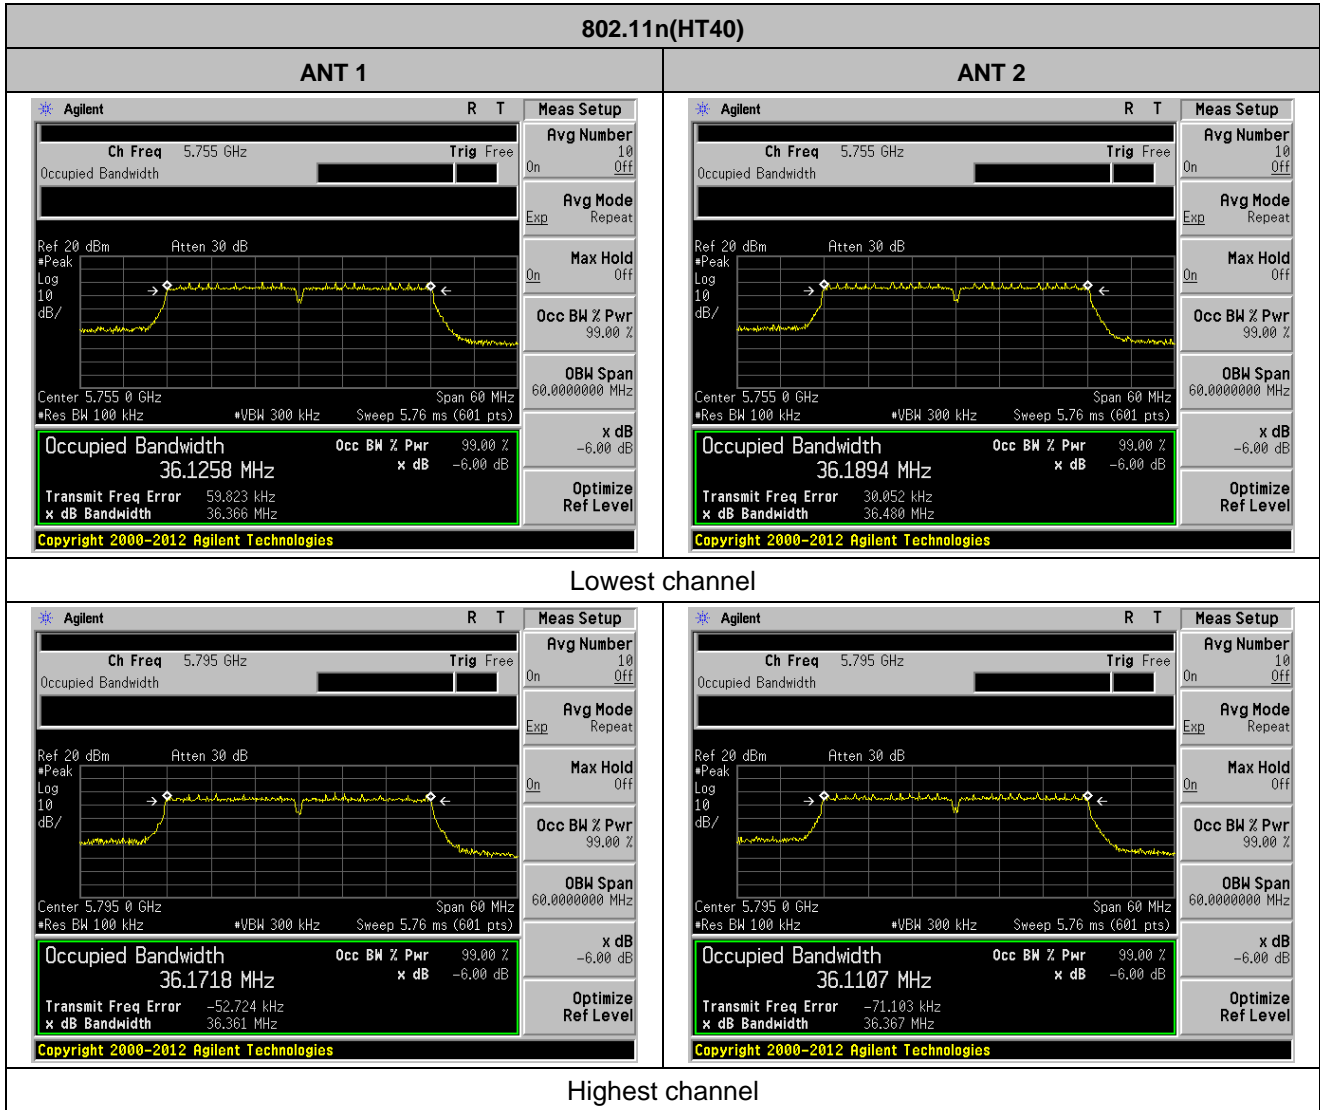 802.11n(HT40)
ANT 1
ANT 2
Agilent R T Meas Setup
Ch Freq 5.755 GHz Trig Free
Occupied Bandwidth
Avg Number
10
On Off
Avg Mode
Exp Repeat
Ref 20 dBm Atten 30 dB
#Peak
Log
10
dB/
Max Hold
On Off
Occ BW % Pwr
99.00 %
Center 5.755 0 GHz Span 60 MHz
#Res BW 100 kHz #VBW 300 kHz Sweep 5.76 ms (601 pts)
OBW Span
60.0000000 MHz
Occupied Bandwidth Occ BW % Pwr 99.00 %
36.1258 MHz x dB -6.00 dB
Transmit Freq Error 59.823 kHz
x dB Bandwidth 36.366 MHz
x dB
-6.00 dB
Optimize
Ref Level
Copyright 2000-2012 Agilent Technologies
Agilent R T Meas Setup
Ch Freq 5.755 GHz Trig Free
Occupied Bandwidth
Avg Number
10
On Off
Avg Mode
Exp Repeat
Ref 20 dBm Atten 30 dB
#Peak
Log
10
dB/
Max Hold
On Off
Occ BW % Pwr
99.00 %
Center 5.755 0 GHz Span 60 MHz
#Res BW 100 kHz #VBW 300 kHz Sweep 5.76 ms (601 pts)
OBW Span
60.0000000 MHz
Occupied Bandwidth Occ BW % Pwr 99.00 %
36.1894 MHz x dB -6.00 dB
Transmit Freq Error 30.052 kHz
x dB Bandwidth 36.480 MHz
x dB
-6.00 dB
Optimize
Ref Level
Copyright 2000-2012 Agilent Technologies
Lowest channel
Agilent R T Meas Setup
Ch Freq 5.795 GHz Trig Free
Occupied Bandwidth
Avg Number
10
On Off
Avg Mode
Exp Repeat
Ref 20 dBm Atten 30 dB
#Peak
Log
10
dB/
Max Hold
On Off
Occ BW % Pwr
99.00 %
Center 5.795 0 GHz Span 60 MHz
#Res BW 100 kHz #VBW 300 kHz Sweep 5.76 ms (601 pts)
OBW Span
60.0000000 MHz
Occupied Bandwidth Occ BW % Pwr 99.00 %
36.1718 MHz x dB -6.00 dB
Transmit Freq Error -52.724 kHz
x dB Bandwidth 36.361 MHz
x dB
-6.00 dB
Optimize
Ref Level
Copyright 2000-2012 Agilent Technologies
Agilent R T Meas Setup
Ch Freq 5.795 GHz Trig Free
Occupied Bandwidth
Avg Number
10
On Off
Avg Mode
Exp Repeat
Ref 20 dBm Atten 30 dB
#Peak
Log
10
dB/
Max Hold
On Off
Occ BW % Pwr
99.00 %
Center 5.795 0 GHz Span 60 MHz
#Res BW 100 kHz #VBW 300 kHz Sweep 5.76 ms (601 pts)
OBW Span
60.0000000 MHz
Occupied Bandwidth Occ BW % Pwr 99.00 %
36.1107 MHz x dB -6.00 dB
Transmit Freq Error -71.103 kHz
x dB Bandwidth 36.367 MHz
x dB
-6.00 dB
Optimize
Ref Level
Copyright 2000-2012 Agilent Technologies
Highest channel